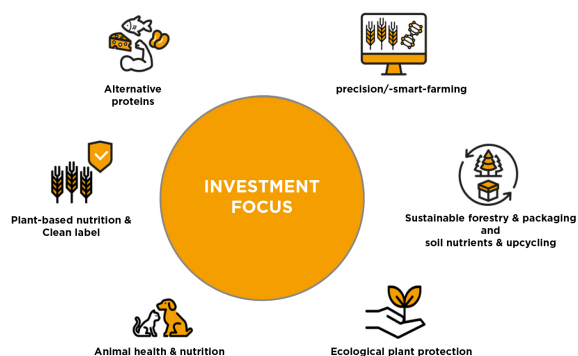 Alternative
proteins
precision/-smart-farming
INVESTMENT
FOCUS
Plant-based nutrition &
Clean label
Sustainable forestry & packaging
and
soil nutrients & upcycling
Animal health & nutrition
Ecological plant protection